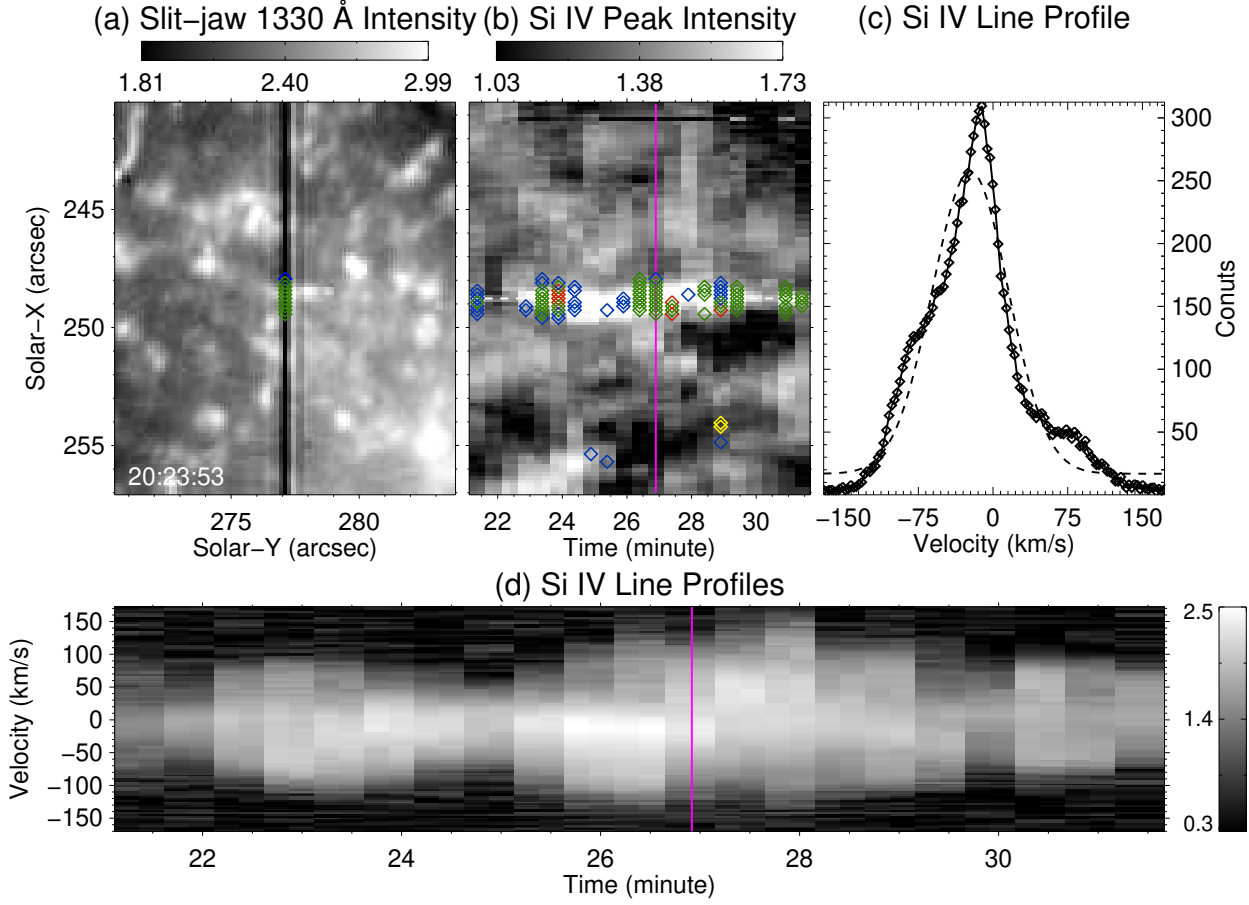 (a) Slit−jaw 1330 Å Intensity
(b) Si IV Peak Intensity
(c) Si IV Line Profile
1.81 2.40 2.99
1.03 1.38 1.73
Solar−X (arcsec)
245
250
255
20:23:53
275 280
Solar−Y (arcsec)
22 24 26 28 30
Time (minute)
300
250
200
150
100
50
Conuts
−150 −75 0 75 150
Velocity (km/s)
(d) Si IV Line Profiles
Velocity (km/s)
150
100
50
0
−50
−100
−150
22 24 26 28 30
Time (minute)
2.5
1.4
0.3